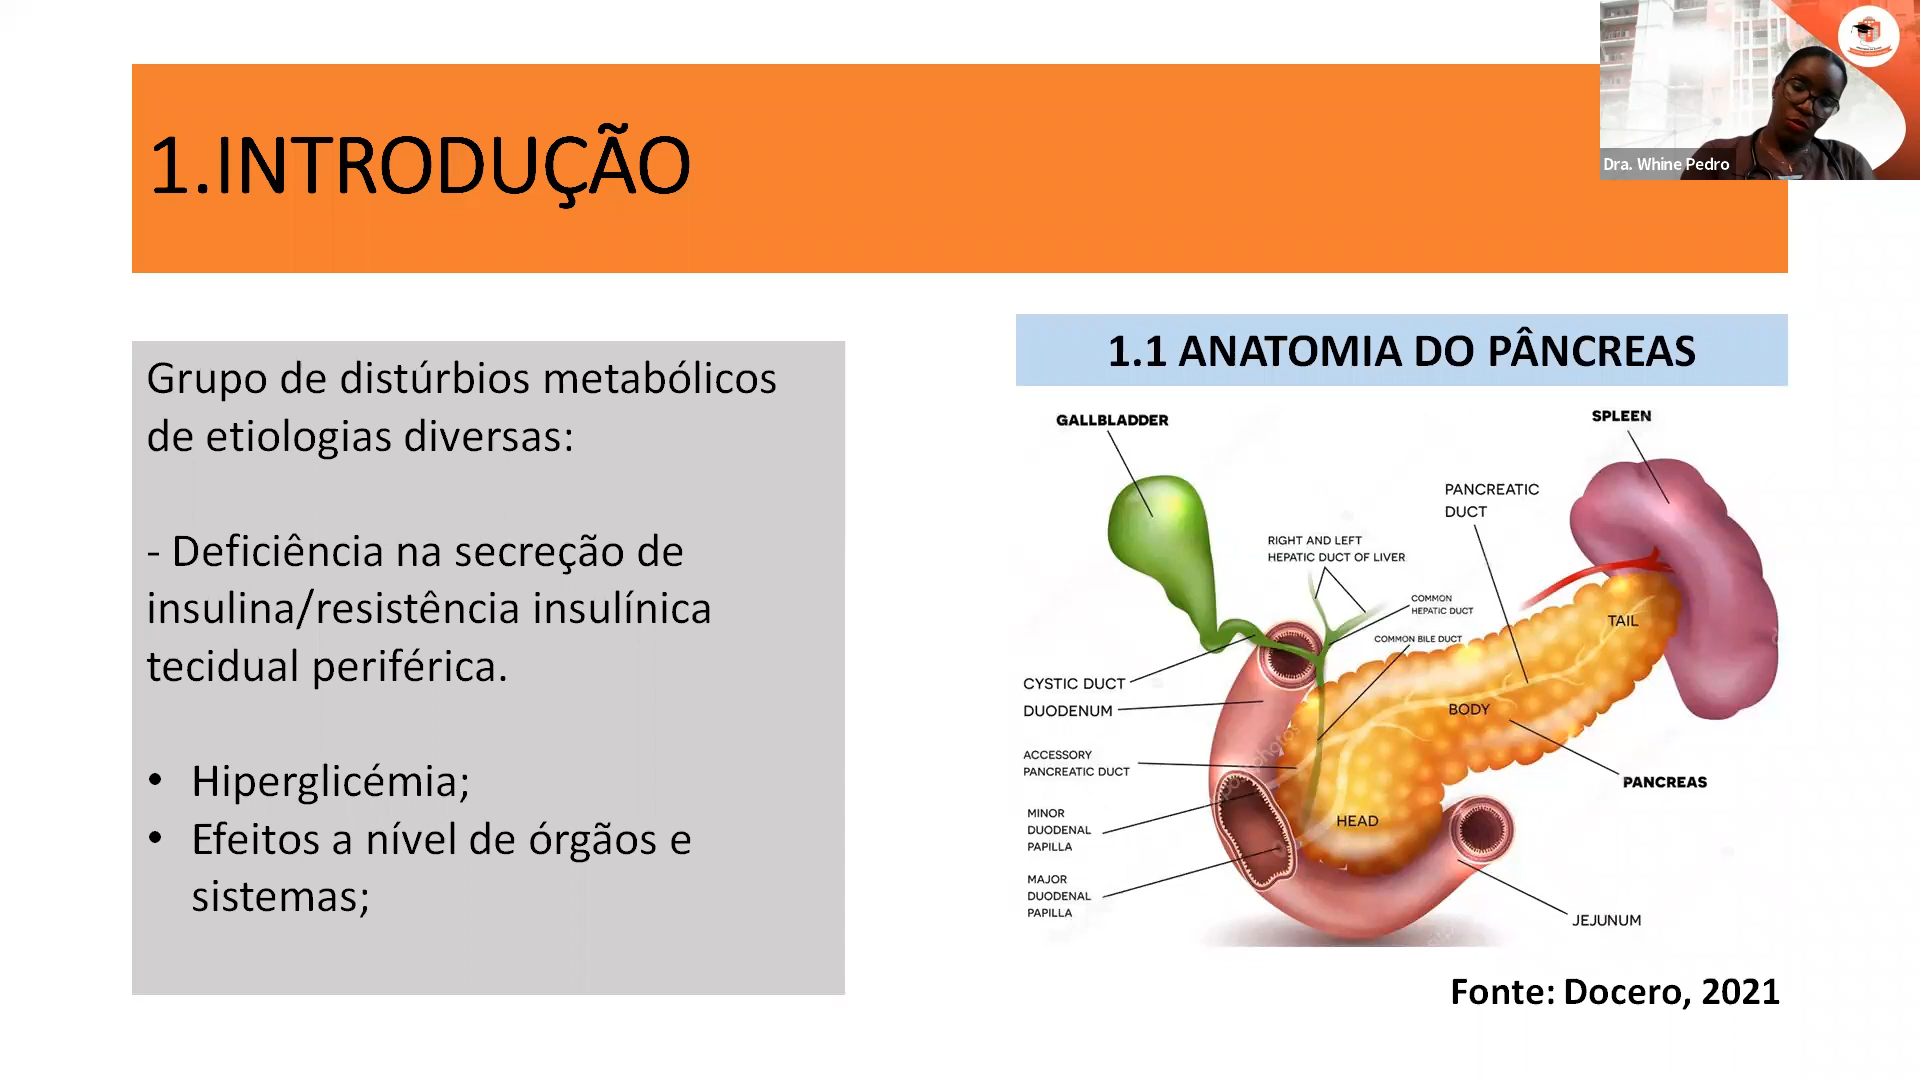 1.INTRODUÇÃO
Dra. Whine Pedro
Grupo de distúrbios metabólicos
de etiologias diversas:
- Deficiência na secreção de
insulina/resistência insulínica
tecidual periférica.
• Hiperglicémia;
• Efeitos a nível de órgãos e
sistemas;
1.1 ANATOMIA DO PÂNCREAS
GALLBLADDER
SPLEEN
PANCREATIC
DUCT
RIGHT AND LEFT
HEPATIC DUCT OF LIVER
COMMON
HEPATIC DUCT
COMMON BILE DUCT
TAIL
CYSTIC DUCT
DUODENUM
BODY
ACCESSORY
PANCREATIC DUCT
PANCREAS
MINOR
DUODENAL
PAPILLA
HEAD
MAJOR
DUODENAL
PAPILLA
JEJUNUM
Fonte: Docero, 2021